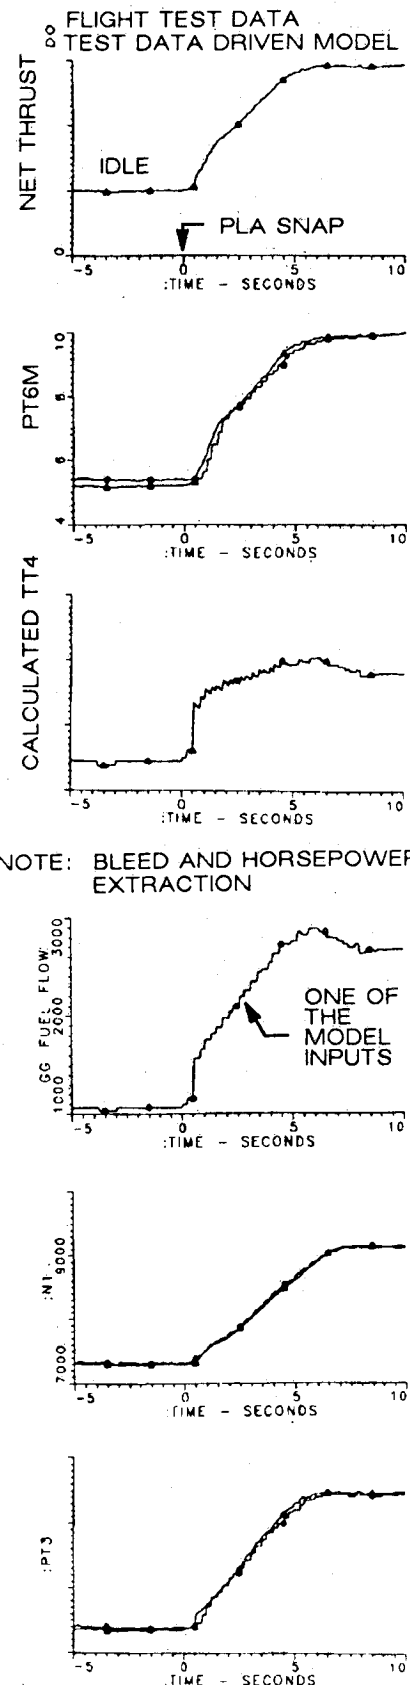 FLIGHT TEST DATA
DO TEST DATA DRIVEN MODEL
NET THRUST
IDLE
PLA SNAP
0
-5 0 5 10
:TIME - SECONDS
PT6M
10
8
6
4
-5 0 5 10
:TIME - SECONDS
CALCULATED TT4
-5 0 5 10
:TIME - SECONDS
NOTE: BLEED AND HORSEPOWER
EXTRACTION
GG FUEL FLOW
3000
2000
1000
ONE OF
THE
MODEL
INPUTS
-5 0 5 10
:TIME - SECONDS
:N1
9000
7000
-5 0 5 10
:TIME - SECONDS
:PT3
-5 0 5 10
:TIME - SECONDS